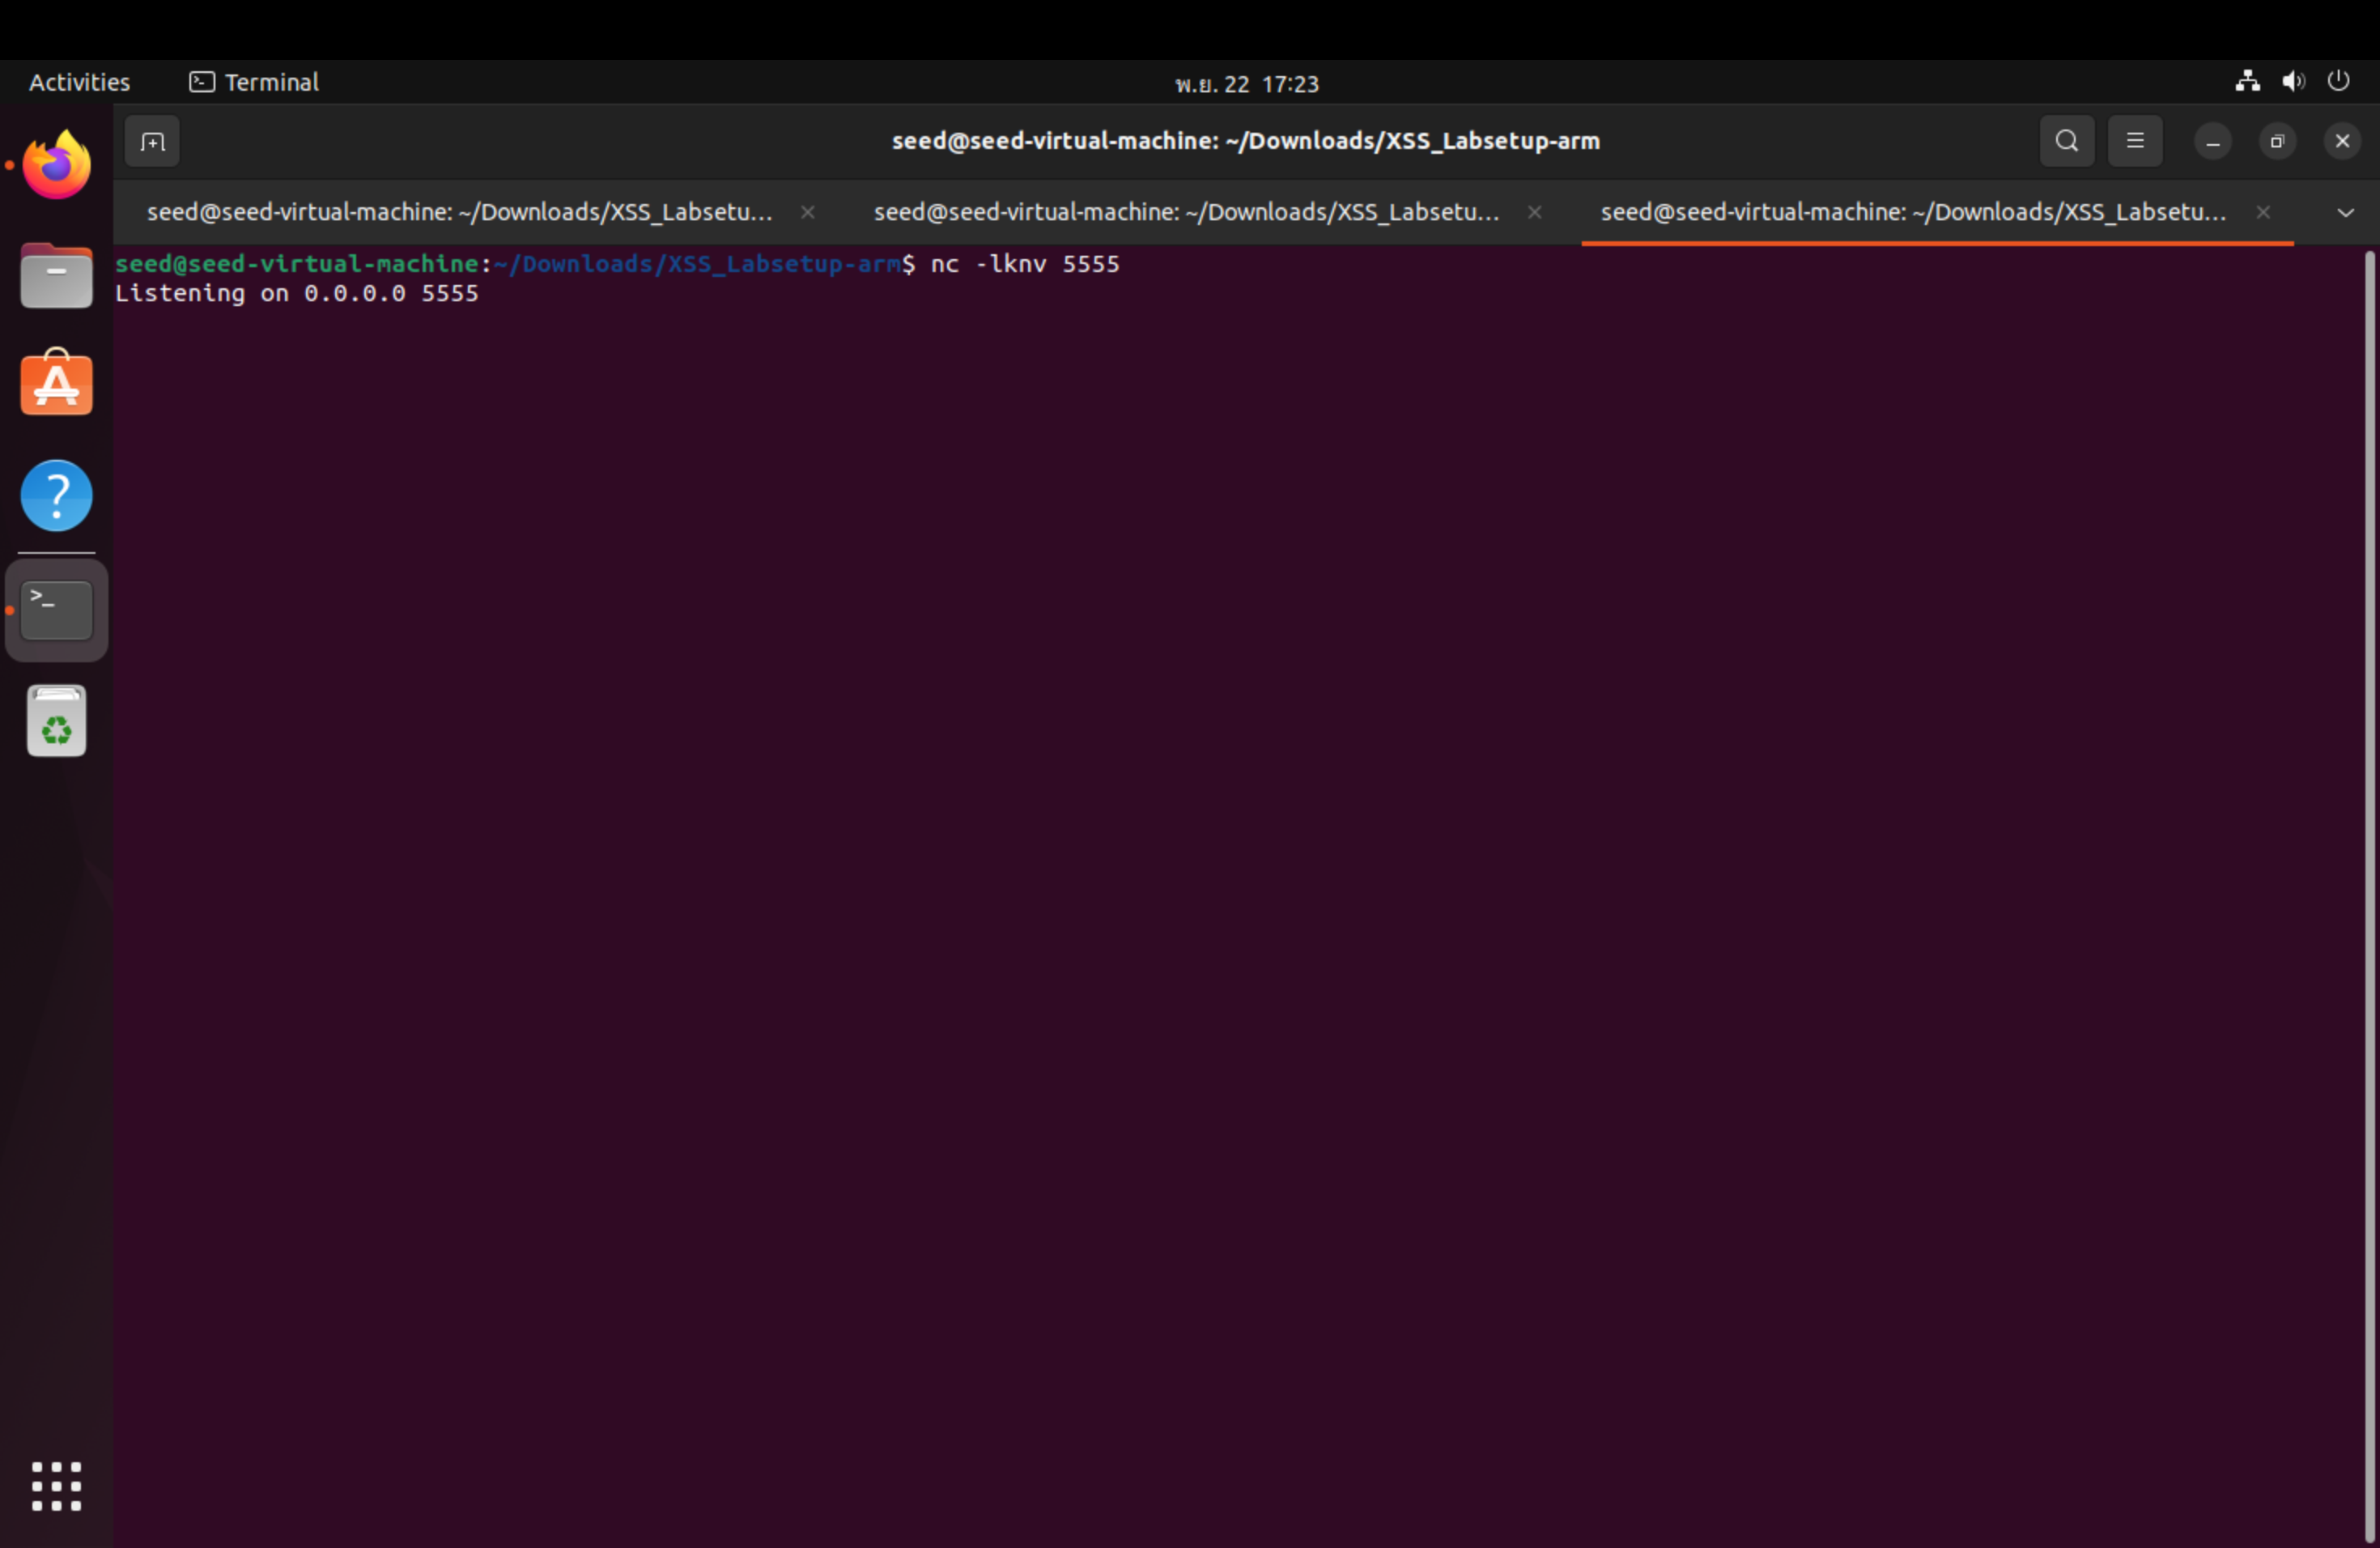 Activities
Terminal
พ.ย. 22 17:23
seed@seed-virtual-machine: ~/Downloads/XSS_Labsetup-arm
seed@seed-virtual-machine: ~/Downloads/XSS_Labsetu...
seed@seed-virtual-machine: ~/Downloads/XSS_Labsetu...
seed@seed-virtual-machine: ~/Downloads/XSS_Labsetu...
seed@seed-virtual-machine:~/Downloads/XSS_Labsetup-arm$ nc -lknv 5555
Listening on 0.0.0.0 5555